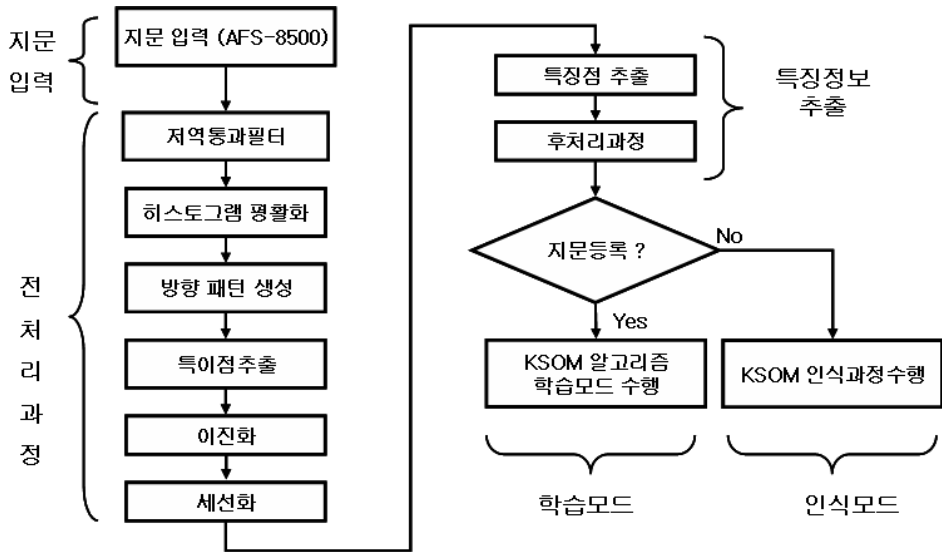 지문
입력
지문 입력 (AFS-8500)
전
처
리
과
정
저역통과필터
히스토그램 평활화
방향 패턴 생성
특이점추출
이진화
세선화
특징점 추출
후처리과정
특징정보
추출
지문등록 ?
No
Yes
KSOM 알고리즘
학습모드 수행
KSOM 인식과정수행
학습모드
인식모드